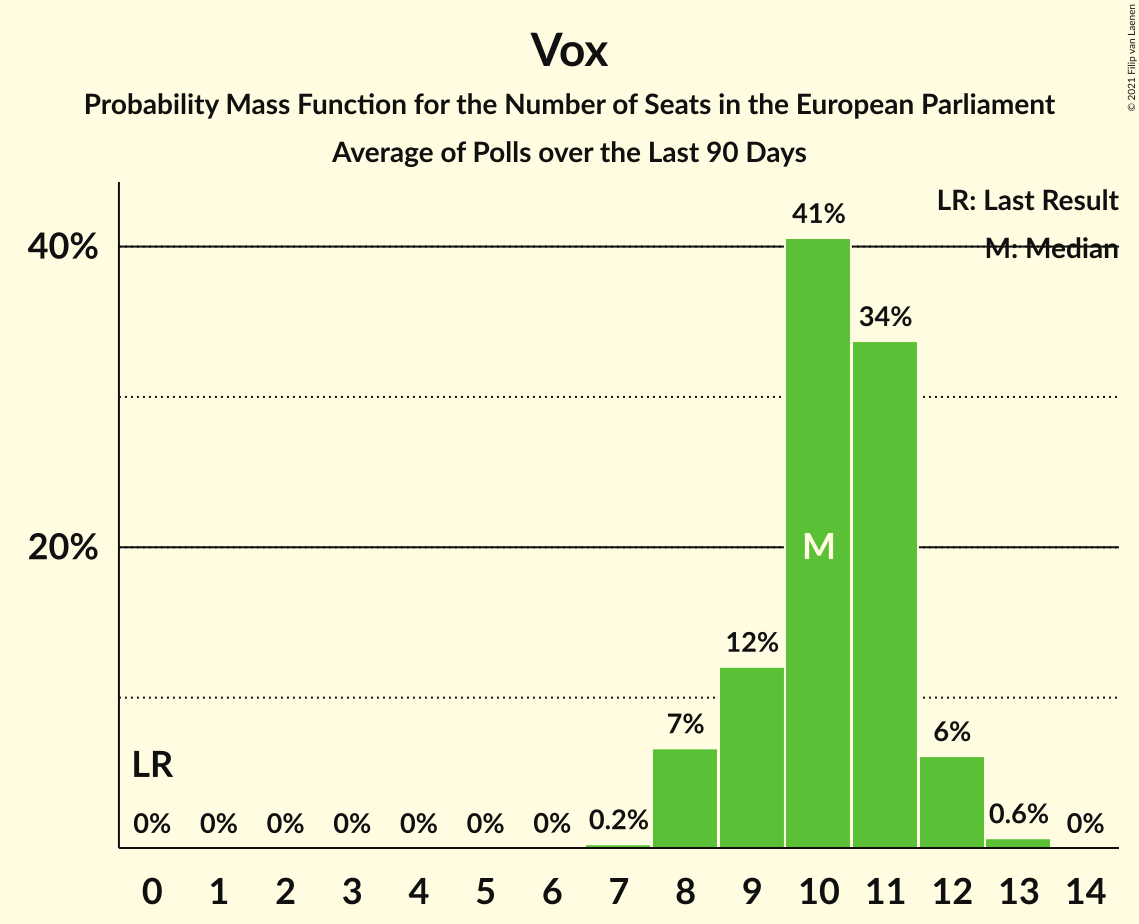 Vox
Probability Mass Function for the Number of Seats in the European Parliament
Average of Polls over the Last 90 Days
© 2021 Filip van Laenen
LR: Last Result
M: Median
41%
40%
34%
20%
M
12%
7%
6%
LR
0% 0% 0% 0% 0% 0% 0% 0.2% 0.6% 0%
0 1 2 3 4 5 6 7 8 9 10 11 12 13 14